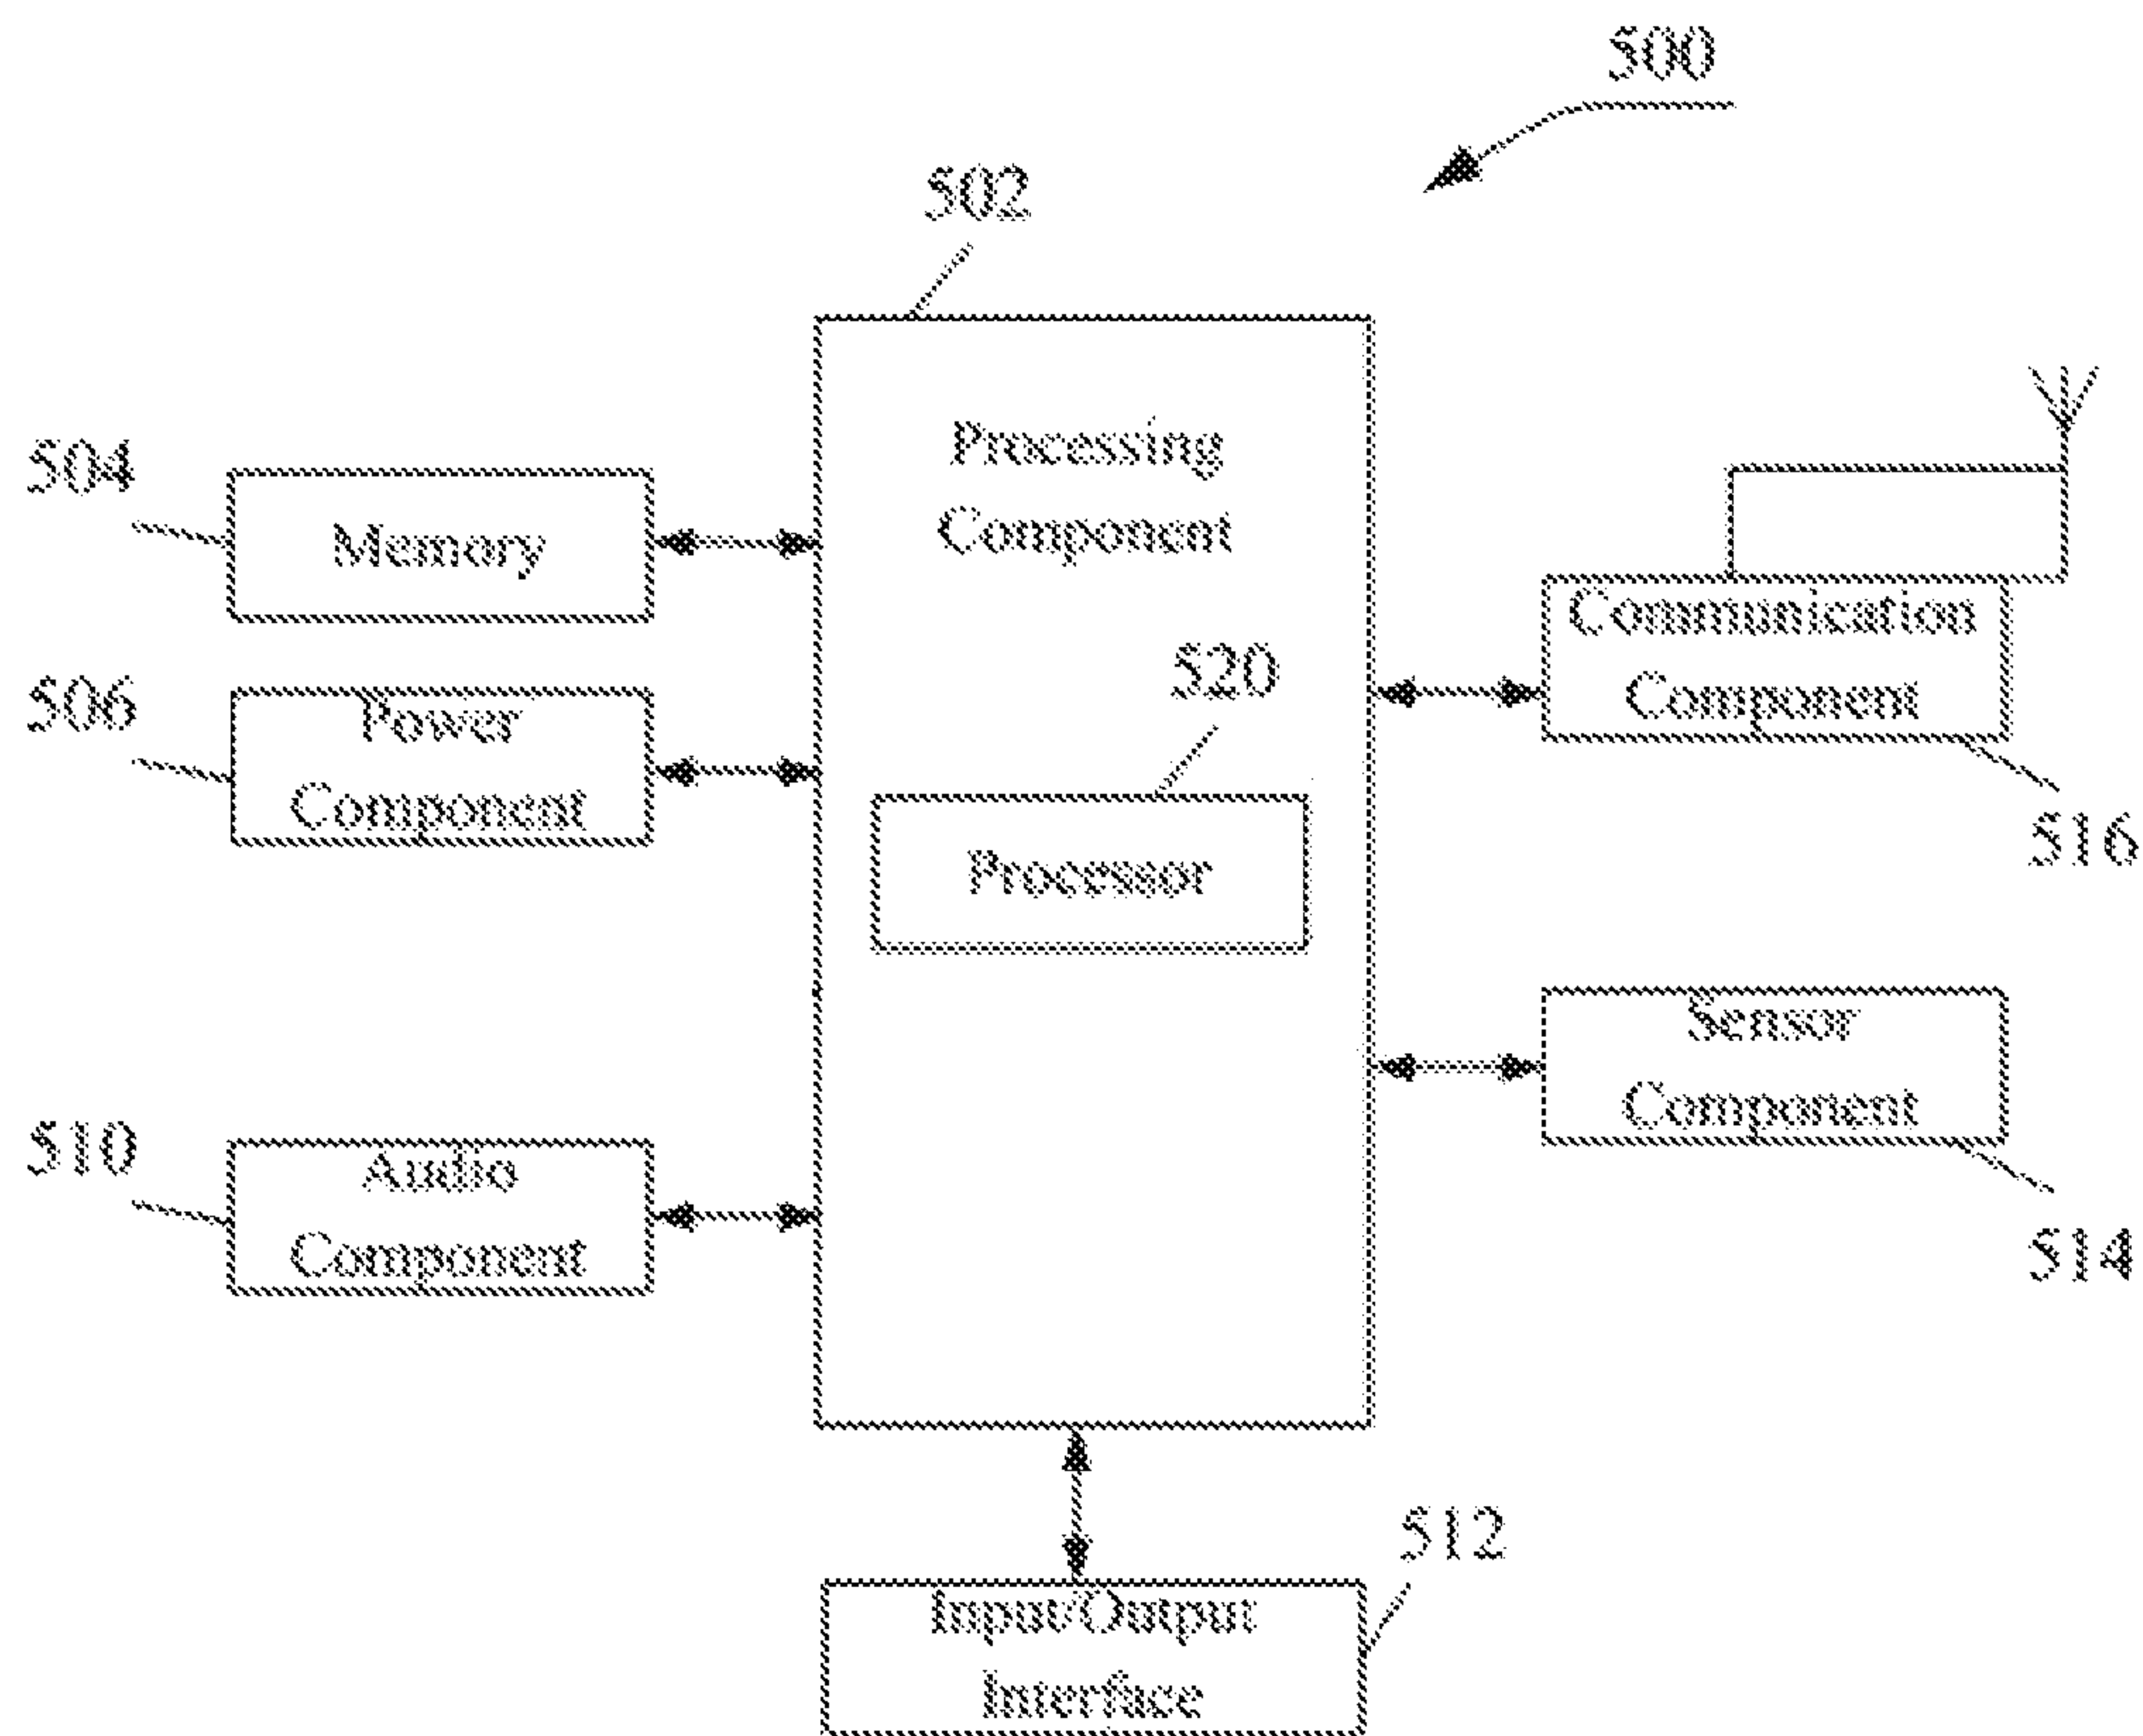 500
502
Processing
Component
504
Memory
Communication
Component
520
506
Power
Component
516
Processor
Sensor
Component
510
Audio
Component
514
512
Input/Output
Interface